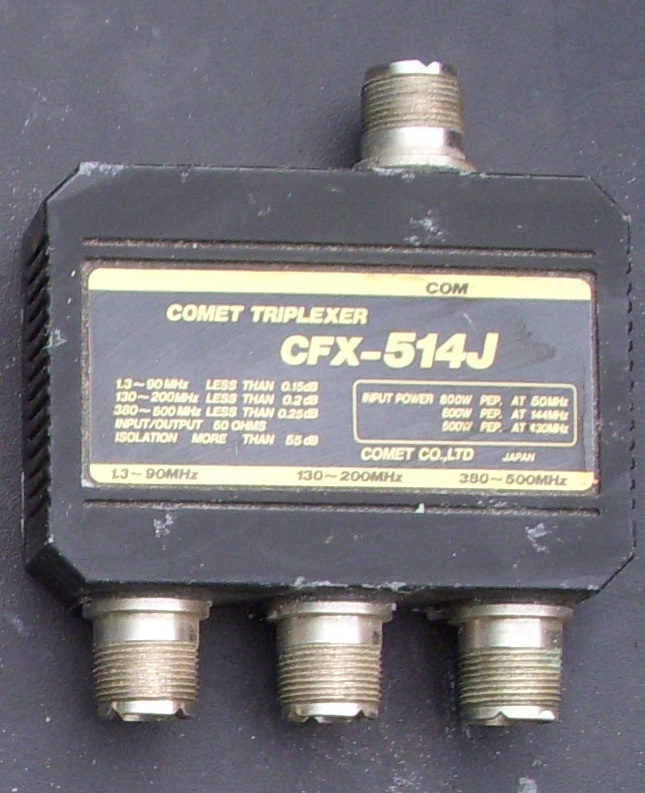 COM
COMET TRIPLEXER
CFX-514J
1.3~90MHz LESS THAN 0.15dB
130~200MHz LESS THAN 0.2dB
380~500MHz LESS THAN 0.25dB
INPUT/OUTPUT 50 OHMS
ISOLATION MORE THAN 55dB
INPUT POWER 800W PEP. AT 50MHz
800W PEP. AT 144MHz
500W PEP. AT 430MHz
COMET CO.,LTD JAPAN
1.3~90MHz 130~200MHz 380~500MHz